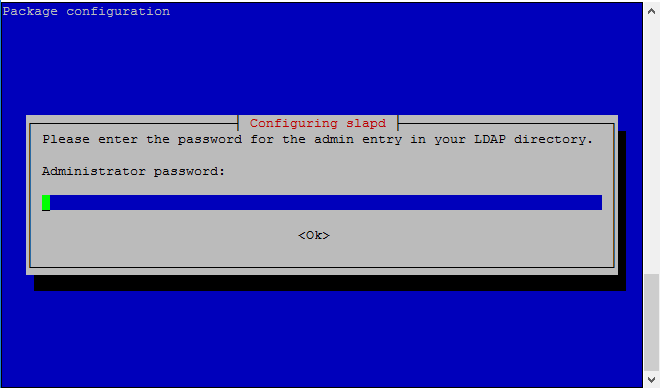 Package configuration
Configuring slapd
Please enter the password for the admin entry in your LDAP directory.
Administrator password:
<Ok>